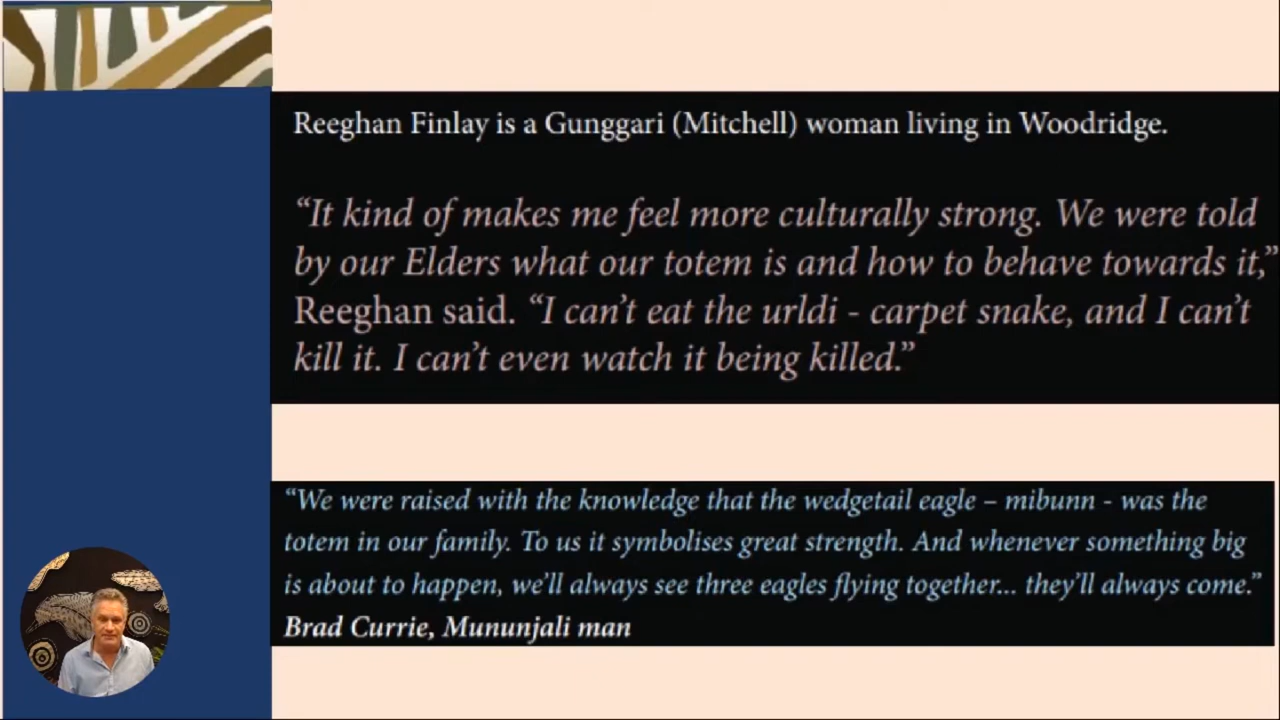 Reeghan Finlay is a Gunggari (Mitchell) woman living in Woodridge.
“It kind of makes me feel more culturally strong. We were told
by our Elders what our totem is and how to behave towards it,”
Reeghan said. “I can’t eat the urldi - carpet snake, and I can’t
kill it. I can’t even watch it being killed.”
“We were raised with the knowledge that the wedgetail eagle – mibunn - was the
totem in our family. To us it symbolises great strength. And whenever something big
is about to happen, we’ll always see three eagles flying together... they’ll always come.”
Brad Currie, Mununjali man